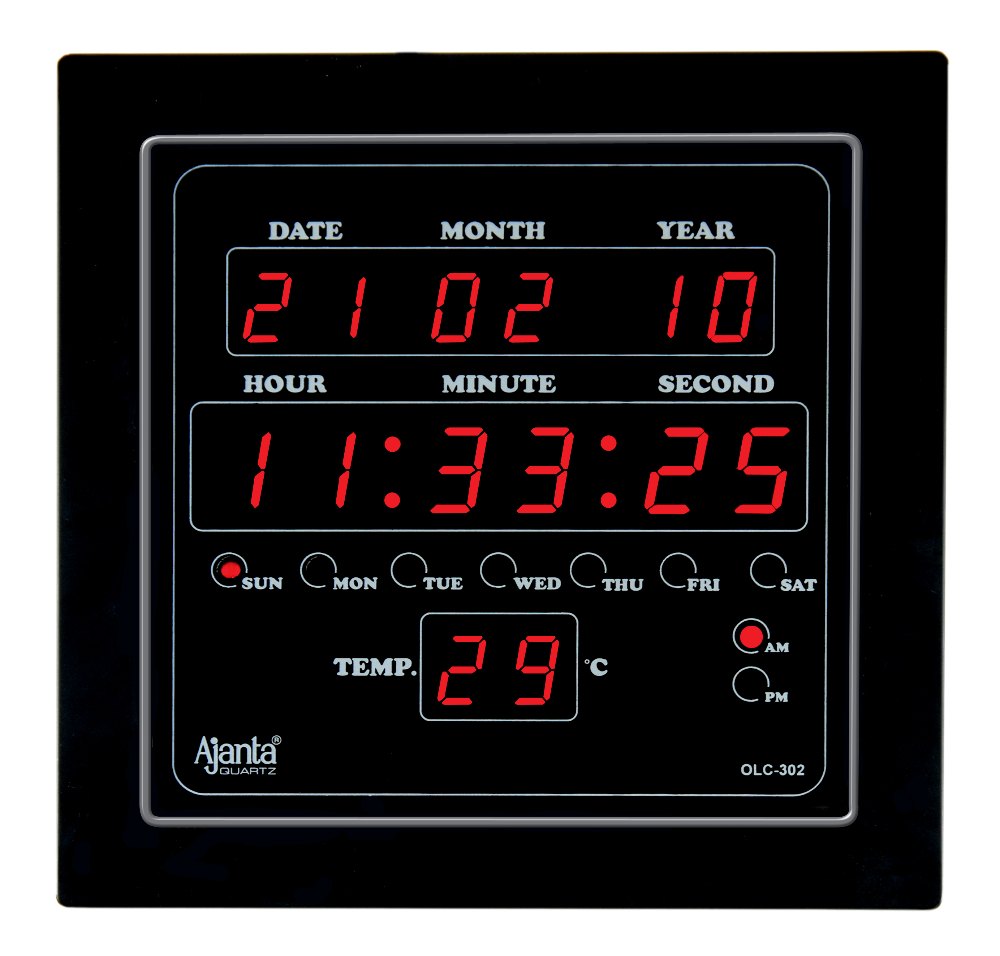 DATE MONTH YEAR
21 02 10
HOUR MINUTE SECOND
11:33:25
SUN MON TUE WED THU FRI SAT
TEMP. 29 °C
AM
PM
Ajanta®
QUARTZ
OLC-302